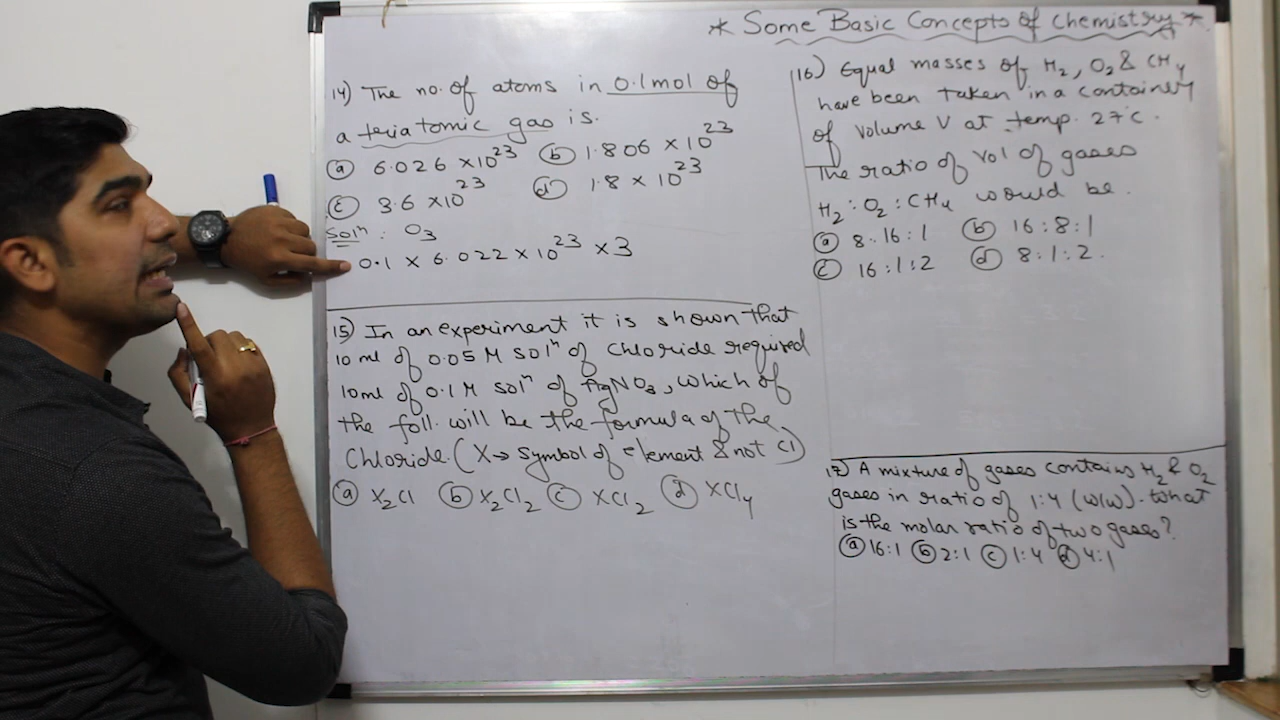 * Some Basic Concepts of Chemistry *
14) The no. of atoms in 0.1 mol of
a triatomic gas is.
(a) 6.026 × 10²³ (b) 1.806 × 10²³
(c) 3.6 × 10²³ (d) 1.8 × 10²³
Solⁿ : O₃
0.1 × 6.022 × 10²³ × 3
15) In an experiment it is shown that
10 ml of 0.05 M solⁿ of Chloride required
10 ml of 0.1 M solⁿ of AgNO₃, which of
the foll. will be the formula of the
Chloride. (X → Symbol of element & not Cl)
(a) X₂Cl (b) X₂Cl₂ (c) XCl₂ (d) XCl₄
16) Equal masses of H₂, O₂ & CH₄
have been taken in a container
of volume V at temp. 27°C.
The ratio of Vol of gases
H₂ : O₂ : CH₄ would be.
(a) 8:16:1 (b) 16:8:1
(c) 16:1:2 (d) 8:1:2.
17) A mixture of gases contains H₂ & O₂
gases in ratio of 1:4 (w/w). What
is the molar ratio of two gases?
(a) 16:1 (b) 2:1 (c) 1:4 (d) 4:1